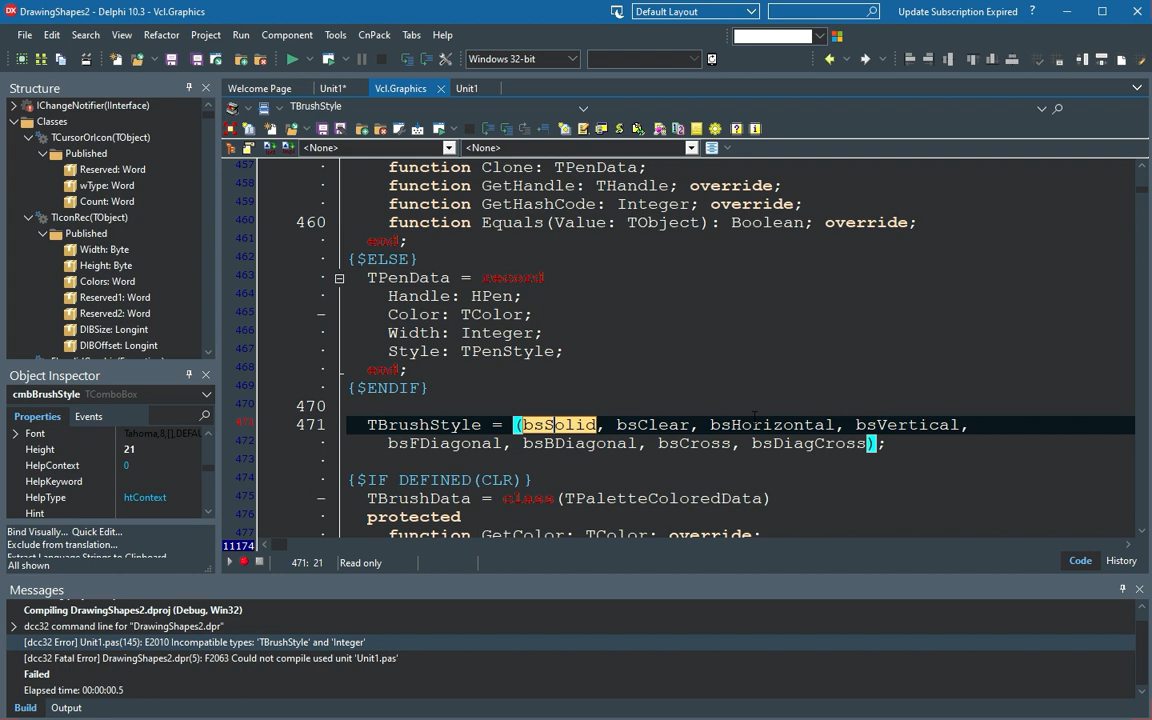 DrawingShapes2 - Delphi 10.3 - Vcl.Graphics
Default Layout
Update Subscription Expired
File Edit Search View Refactor Project Run Component Tools CnPack Tabs Help
Windows 32-bit
Structure
IChangeNotifier(IInterface)
Classes
TCursorOrIcon(TObject)
Published
Reserved: Word
wType: Word
Count: Word
TIconRec(TObject)
Published
Width: Byte
Height: Byte
Colors: Word
Reserved1: Word
Reserved2: Word
DIBSize: Longint
DIBOffset: Longint
Object Inspector
cmbBrushStyle TComboBox
Properties Events
Font Tahoma,8,[],DEFAL
Height 21
HelpContext 0
HelpKeyword
HelpType htContext
Hint
Bind Visually... Quick Edit...
Exclude from translation...
Extract Language Strings to Clipboard
All shown
Welcome Page Unit1* Vcl.Graphics Unit1
TBrushStyle
<None> <None>
457 function Clone: TPenData;
458 function GetHandle: THandle; override;
459 function GetHashCode: Integer; override;
460 460 function Equals(Value: TObject): Boolean; override;
461 end;
462 {$ELSE}
463 TPenData = record
464 Handle: HPen;
465 Color: TColor;
466 Width: Integer;
467 Style: TPenStyle;
468 end;
469 {$ENDIF}
470 470
471 471 TBrushStyle = (bsSolid, bsClear, bsHorizontal, bsVertical,
472 bsFDiagonal, bsBDiagonal, bsCross, bsDiagCross);
473
474 {$IF DEFINED(CLR)}
475 TBrushData = class(TPaletteColoredData)
476 protected
477 function GetColor: TColor; override;
11174
471: 21 Read only
Code History
Messages
Compiling DrawingShapes2.dproj (Debug, Win32)
dcc32 command line for "DrawingShapes2.dpr"
[dcc32 Error] Unit1.pas(145): E2010 Incompatible types: 'TBrushStyle' and 'Integer'
[dcc32 Fatal Error] DrawingShapes2.dpr(5): F2063 Could not compile used unit 'Unit1.pas'
Failed
Elapsed time: 00:00:00.5
Build Output